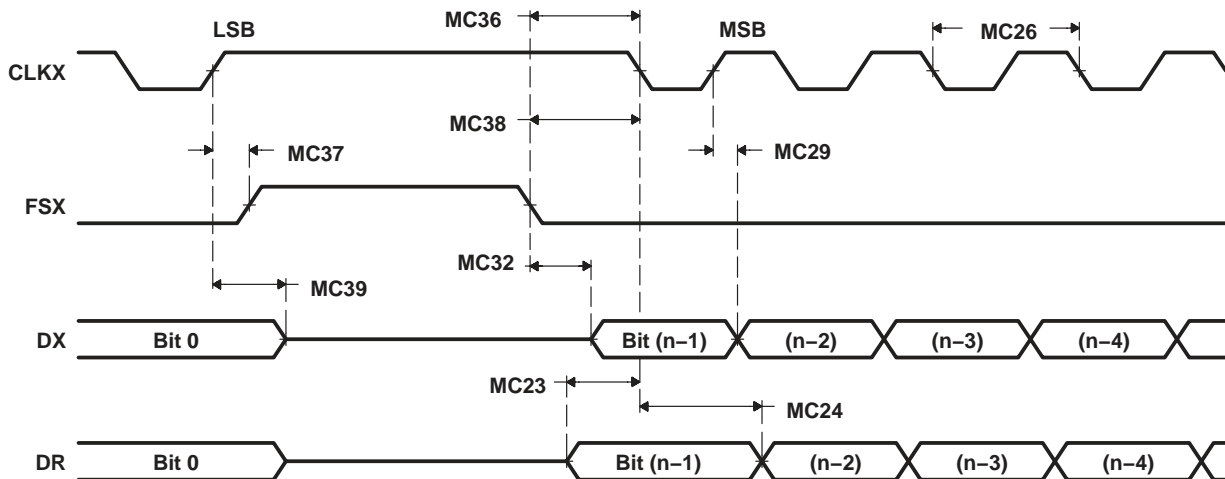 MC36
LSB
MSB
MC26
CLKX
MC38
MC37
MC29
FSX
MC32
MC39
DX
Bit 0
Bit (n–1)
(n–2)
(n–3)
(n–4)
MC23
MC24
DR
Bit 0
Bit (n–1)
(n–2)
(n–3)
(n–4)